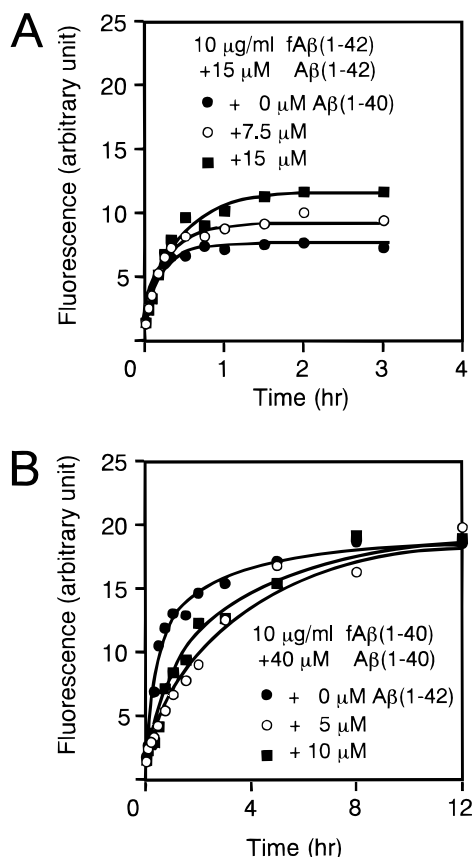 A
25
20
15
10
5
0
1
2
3
4
Fluorescence (arbitrary unit)
Time (hr)
10 μg/ml fAβ(1-42)
+15 μM Aβ(1-42)
+ 0 μM Aβ(1-40)
+7.5 μM
+15 μM
B
25
20
15
10
5
0
4
8
12
Fluorescence (arbitrary unit)
Time (hr)
10 μg/ml fAβ(1-40)
+40 μM Aβ(1-40)
+ 0 μM Aβ(1-42)
+ 5 μM
+ 10 μM